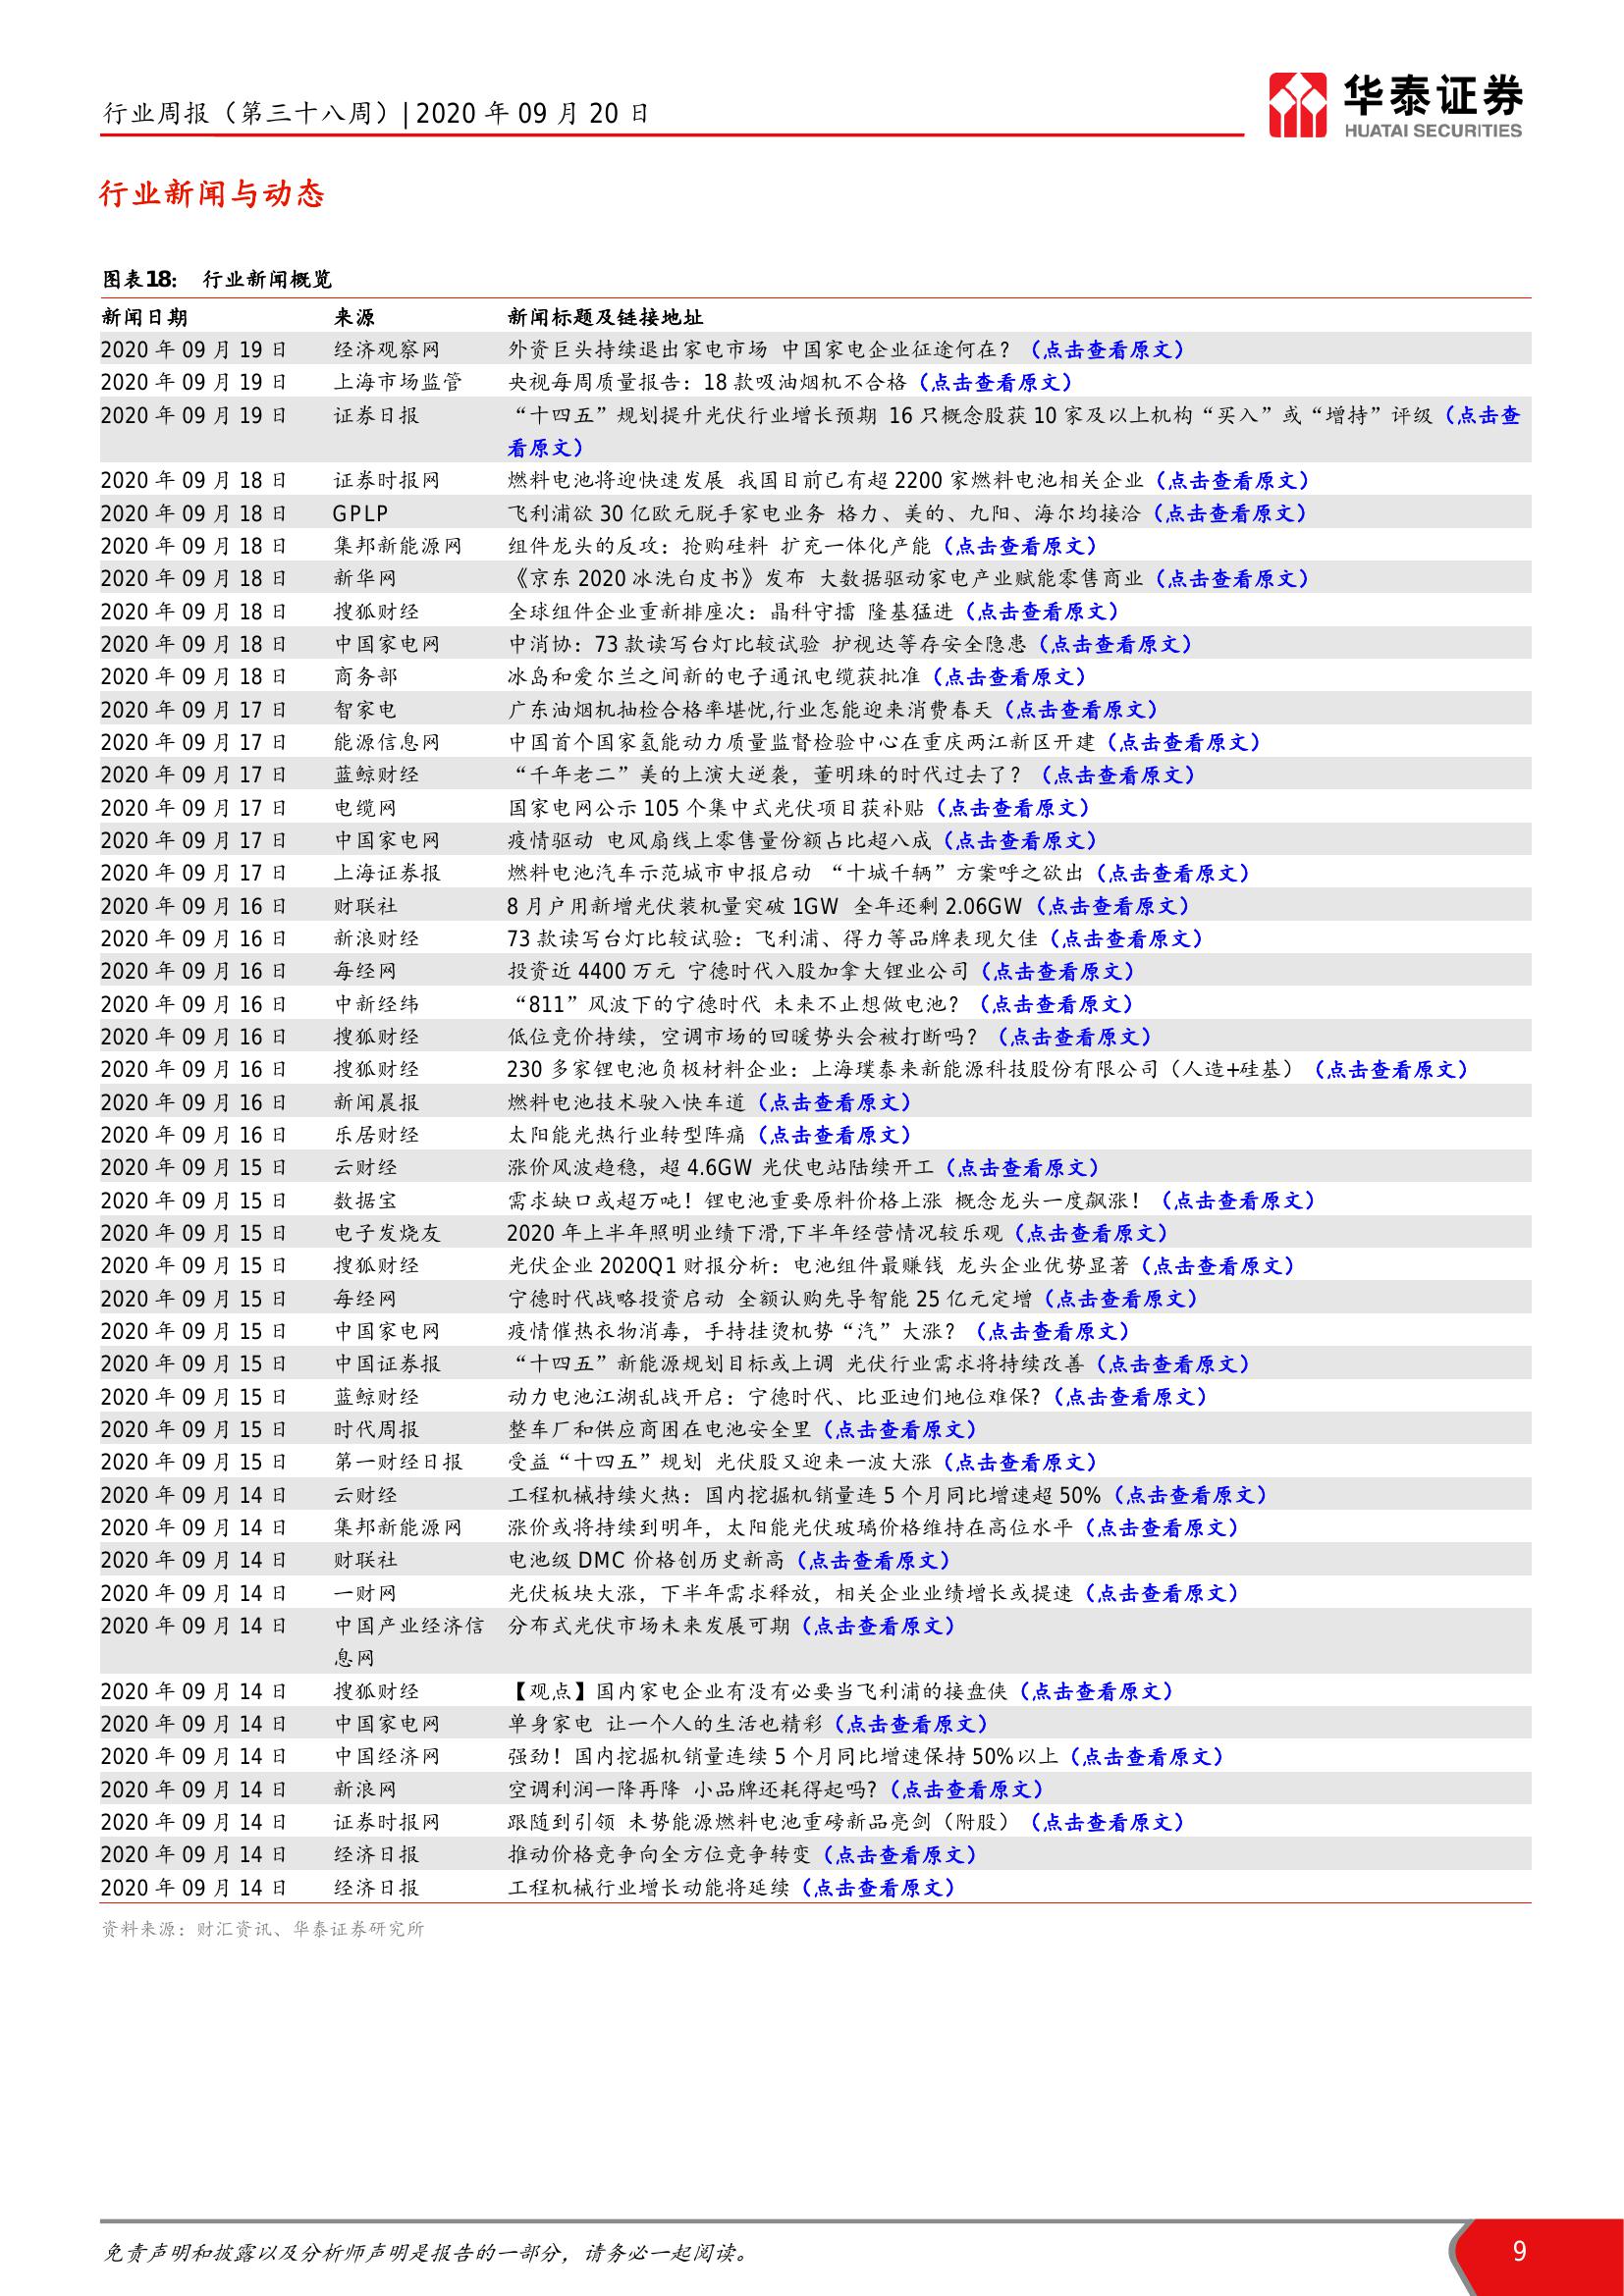 行业周报（第三十八周）| 2020 年 09 月 20 日
华泰证券
HUATAI SECURITIES
行业新闻与动态
图表18: 行业新闻概览
新闻日期 来源 新闻标题及链接地址
2020 年 09 月 19 日 经济观察网 外资巨头持续退出家电市场 中国家电企业征途何在？（点击查看原文）
2020 年 09 月 19 日 上海市场监管 央视每周质量报告：18 款吸油烟机不合格（点击查看原文）
2020 年 09 月 19 日 证券日报 “十四五”规划提升光伏行业增长预期 16 只概念股获 10 家及以上机构“买入”或“增持”评级（点击查
看原文）
2020 年 09 月 18 日 证券时报网 燃料电池将迎快速发展 我国目前已有超 2200 家燃料电池相关企业（点击查看原文）
2020 年 09 月 18 日 GPLP 飞利浦欲 30 亿欧元脱手家电业务 格力、美的、九阳、海尔均接洽（点击查看原文）
2020 年 09 月 18 日 集邦新能源网 组件龙头的反攻：抢购硅料 扩充一体化产能（点击查看原文）
2020 年 09 月 18 日 新华网 《京东 2020 冰洗白皮书》发布 大数据驱动家电产业赋能零售商业（点击查看原文）
2020 年 09 月 18 日 搜狐财经 全球组件企业重新排座次：晶科守擂 隆基猛进（点击查看原文）
2020 年 09 月 18 日 中国家电网 中消协：73 款读写台灯比较试验 护视达等存安全隐患（点击查看原文）
2020 年 09 月 18 日 商务部 冰岛和爱尔兰之间新的电子通讯电缆获批准（点击查看原文）
2020 年 09 月 17 日 智家电 广东油烟机抽检合格率堪忧,行业怎能迎来消费春天（点击查看原文）
2020 年 09 月 17 日 能源信息网 中国首个国家氢能动力质量监督检验中心在重庆两江新区开建（点击查看原文）
2020 年 09 月 17 日 蓝鲸财经 “千年老二”美的上演大逆袭，董明珠的时代过去了？（点击查看原文）
2020 年 09 月 17 日 电缆网 国家电网公示 105 个集中式光伏项目获补贴（点击查看原文）
2020 年 09 月 17 日 中国家电网 疫情驱动 电风扇线上零售量份额占比超八成（点击查看原文）
2020 年 09 月 17 日 上海证券报 燃料电池汽车示范城市申报启动 “十城千辆”方案呼之欲出（点击查看原文）
2020 年 09 月 16 日 财联社 8 月户用新增光伏装机量突破 1GW 全年还剩 2.06GW（点击查看原文）
2020 年 09 月 16 日 新浪财经 73 款读写台灯比较试验：飞利浦、得力等品牌表现欠佳（点击查看原文）
2020 年 09 月 16 日 每经网 投资近 4400 万元 宁德时代入股加拿大锂业公司（点击查看原文）
2020 年 09 月 16 日 中新经纬 “811”风波下的宁德时代 未来不止想做电池？（点击查看原文）
2020 年 09 月 16 日 搜狐财经 低位竞价持续，空调市场的回暖势头会被打断吗？（点击查看原文）
2020 年 09 月 16 日 搜狐财经 230 多家锂电池负极材料企业：上海璞泰来新能源科技股份有限公司（人造+硅基）（点击查看原文）
2020 年 09 月 16 日 新闻晨报 燃料电池技术驶入快车道（点击查看原文）
2020 年 09 月 16 日 乐居财经 太阳能光热行业转型阵痛（点击查看原文）
2020 年 09 月 15 日 云财经 涨价风波趋稳，超 4.6GW 光伏电站陆续开工（点击查看原文）
2020 年 09 月 15 日 数据宝 需求缺口或超万吨！锂电池重要原料价格上涨 概念龙头一度飙涨！（点击查看原文）
2020 年 09 月 15 日 电子发烧友 2020 年上半年照明业绩下滑,下半年经营情况较乐观（点击查看原文）
2020 年 09 月 15 日 搜狐财经 光伏企业 2020Q1 财报分析：电池组件最赚钱 龙头企业优势显著（点击查看原文）
2020 年 09 月 15 日 每经网 宁德时代战略投资启动 全额认购先导智能 25 亿元定增（点击查看原文）
2020 年 09 月 15 日 中国家电网 疫情催热衣物消毒，手持挂烫机势“汽”大涨？（点击查看原文）
2020 年 09 月 15 日 中国证券报 “十四五”新能源规划目标或上调 光伏行业需求将持续改善（点击查看原文）
2020 年 09 月 15 日 蓝鲸财经 动力电池江湖乱战开启：宁德时代、比亚迪们地位难保?（点击查看原文）
2020 年 09 月 15 日 时代周报 整车厂和供应商困在电池安全里（点击查看原文）
2020 年 09 月 15 日 第一财经日报 受益“十四五”规划 光伏股又迎来一波大涨（点击查看原文）
2020 年 09 月 14 日 云财经 工程机械持续火热：国内挖掘机销量连 5 个月同比增速超 50%（点击查看原文）
2020 年 09 月 14 日 集邦新能源网 涨价或将持续到明年，太阳能光伏玻璃价格维持在高位水平（点击查看原文）
2020 年 09 月 14 日 财联社 电池级 DMC 价格创历史新高（点击查看原文）
2020 年 09 月 14 日 一财网 光伏板块大涨，下半年需求释放，相关企业业绩增长或提速（点击查看原文）
2020 年 09 月 14 日 中国产业经济信 分布式光伏市场未来发展可期（点击查看原文）
息网
2020 年 09 月 14 日 搜狐财经 【观点】国内家电企业有没有必要当飞利浦的接盘侠（点击查看原文）
2020 年 09 月 14 日 中国家电网 单身家电 让一个人的生活也精彩（点击查看原文）
2020 年 09 月 14 日 中国经济网 强劲！国内挖掘机销量连续 5 个月同比增速保持 50%以上（点击查看原文）
2020 年 09 月 14 日 新浪网 空调利润一降再降 小品牌还耗得起吗?（点击查看原文）
2020 年 09 月 14 日 证券时报网 跟随到引领 未势能源燃料电池重磅新品亮剑（附股）（点击查看原文）
2020 年 09 月 14 日 经济日报 推动价格竞争向全方位竞争转变（点击查看原文）
2020 年 09 月 14 日 经济日报 工程机械行业增长动能将延续（点击查看原文）
资料来源：财汇资讯、华泰证券研究所
免责声明和披露以及分析师声明是报告的一部分，请务必一起阅读。
9